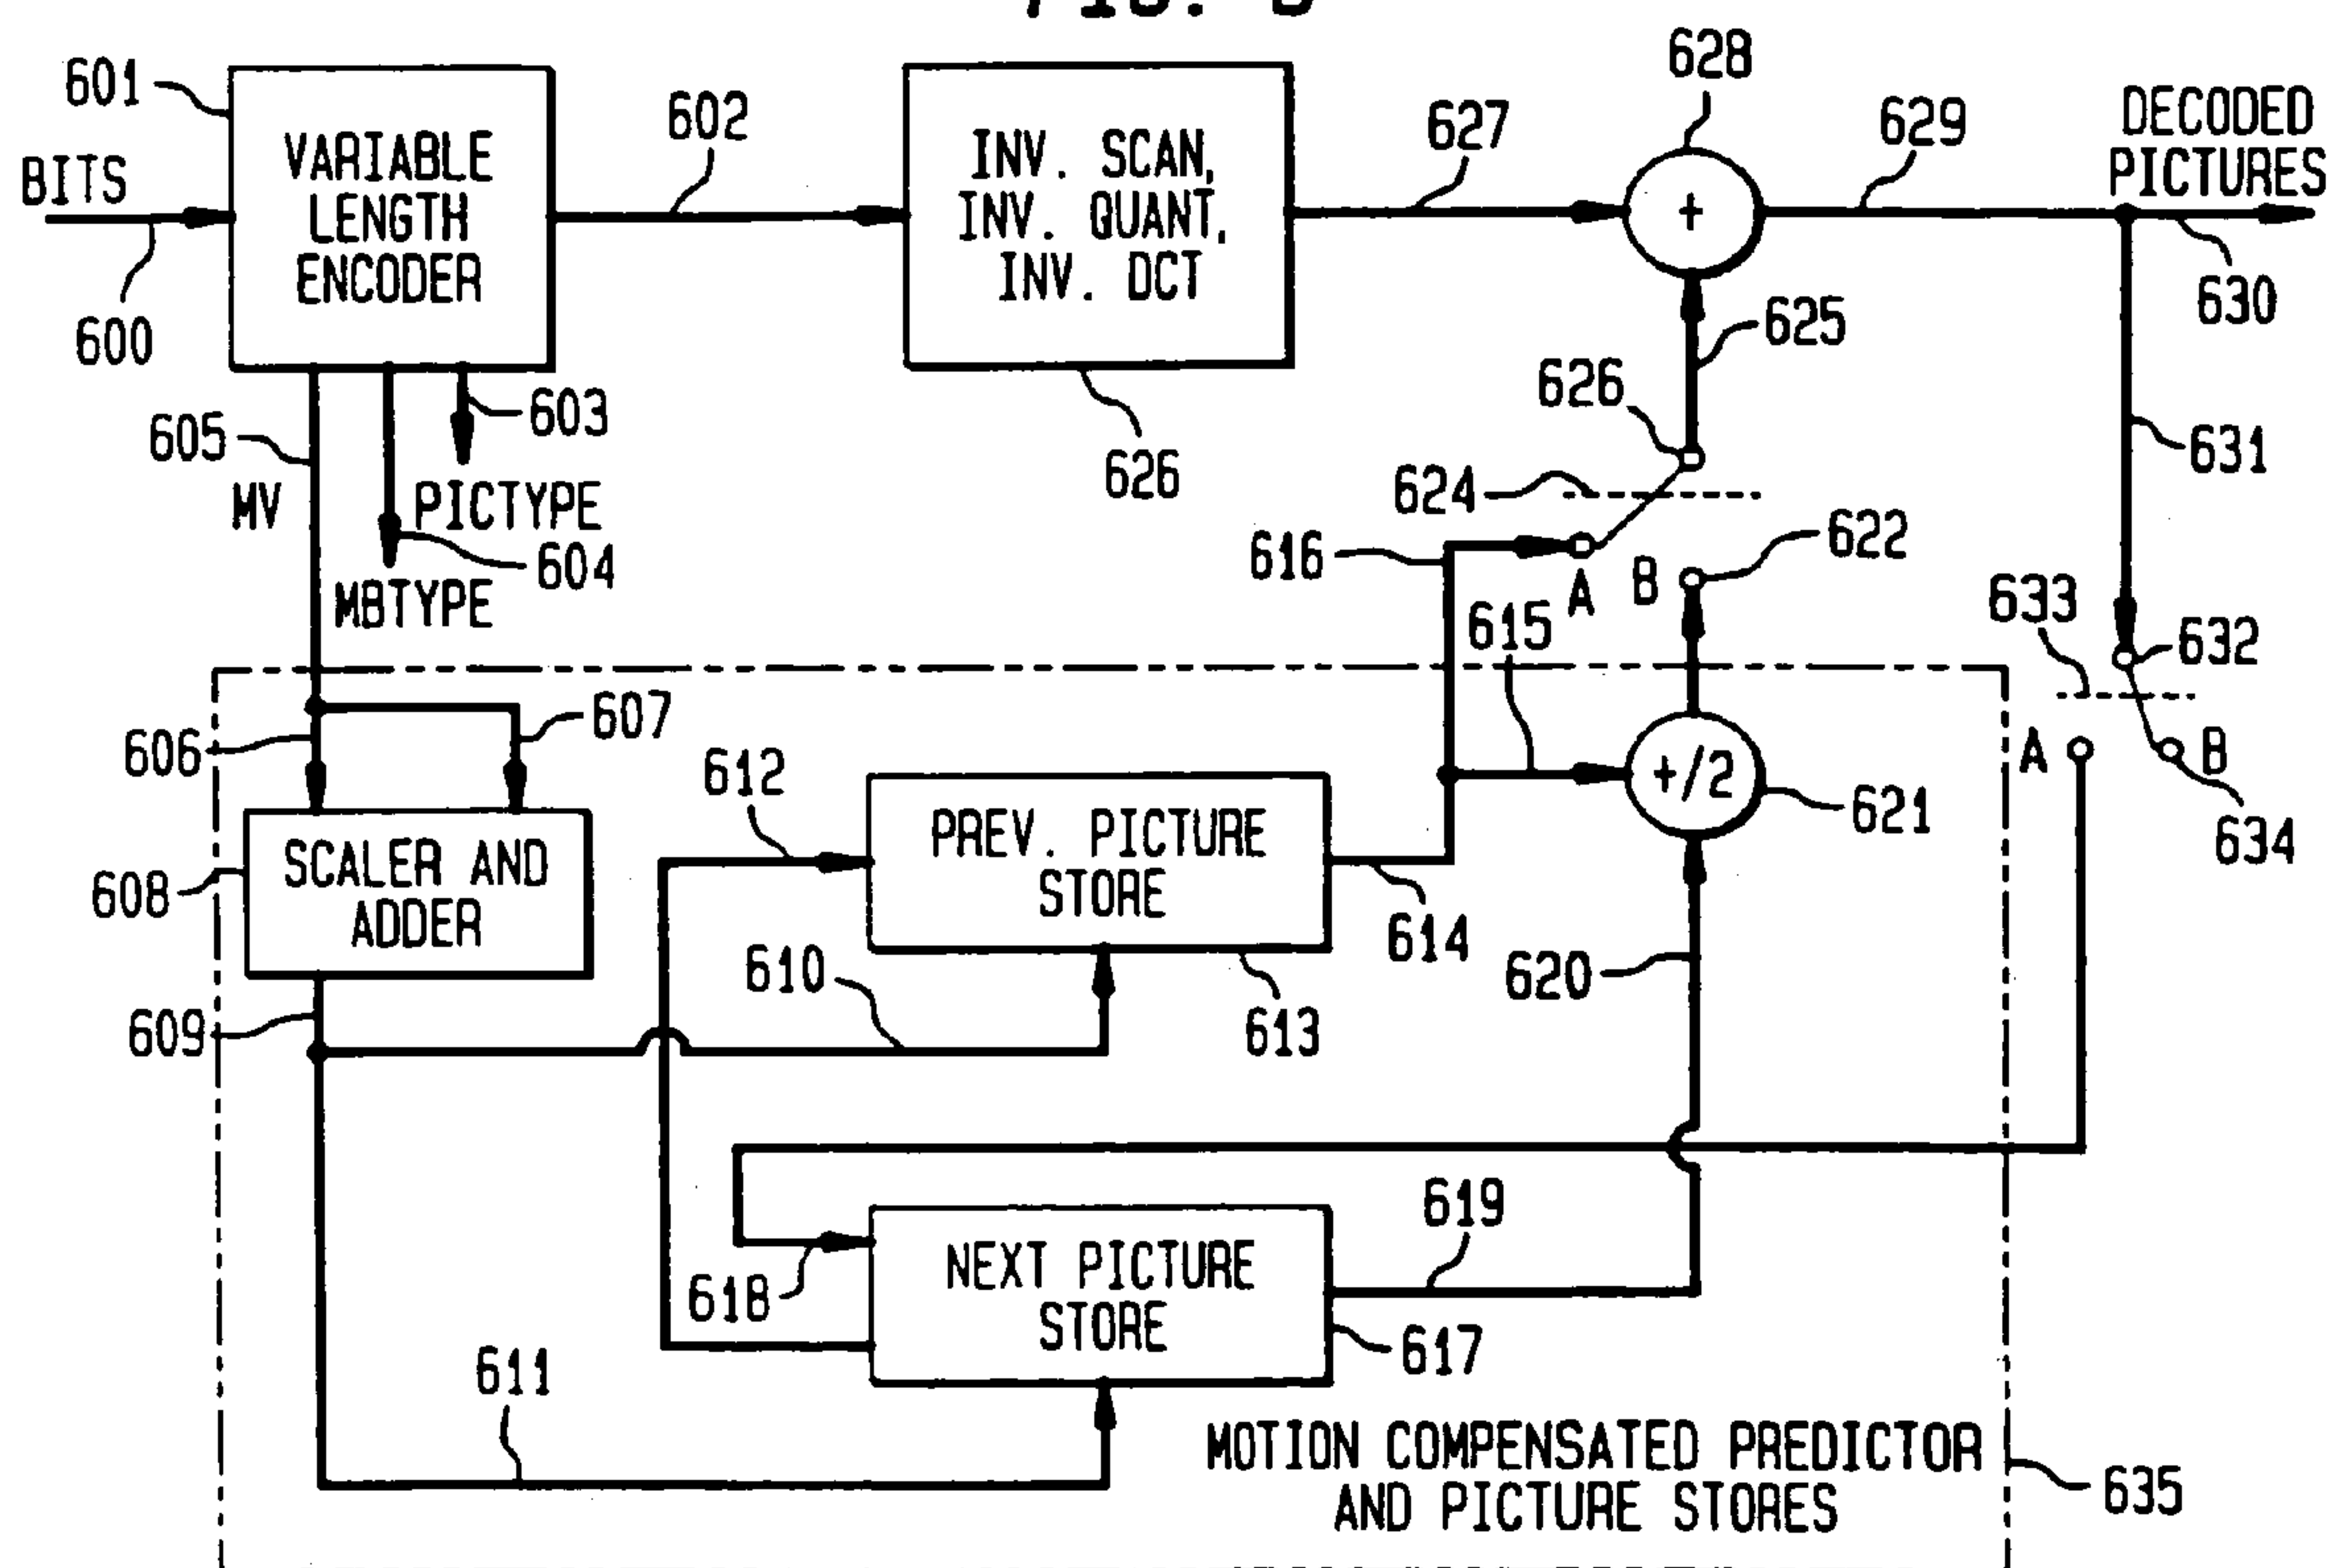 628
601
602
627
629
DECODED
PICTURES
BITS
VARIABLE
LENGTH
ENCODER
INV. SCAN,
INV. QUANT,
INV. DCT
+
600
630
625
603
626
605
626
631
MV
PICTYPE
624
604
622
616
MBTYPE
A
B
615
633
632
607
606
612
A
B
+/2
621
PREV. PICTURE
STORE
634
SCALER AND
ADDER
608
614
610
620
609
613
619
NEXT PICTURE
STORE
618
617
611
MOTION COMPENSATED PREDICTOR
AND PICTURE STORES
635